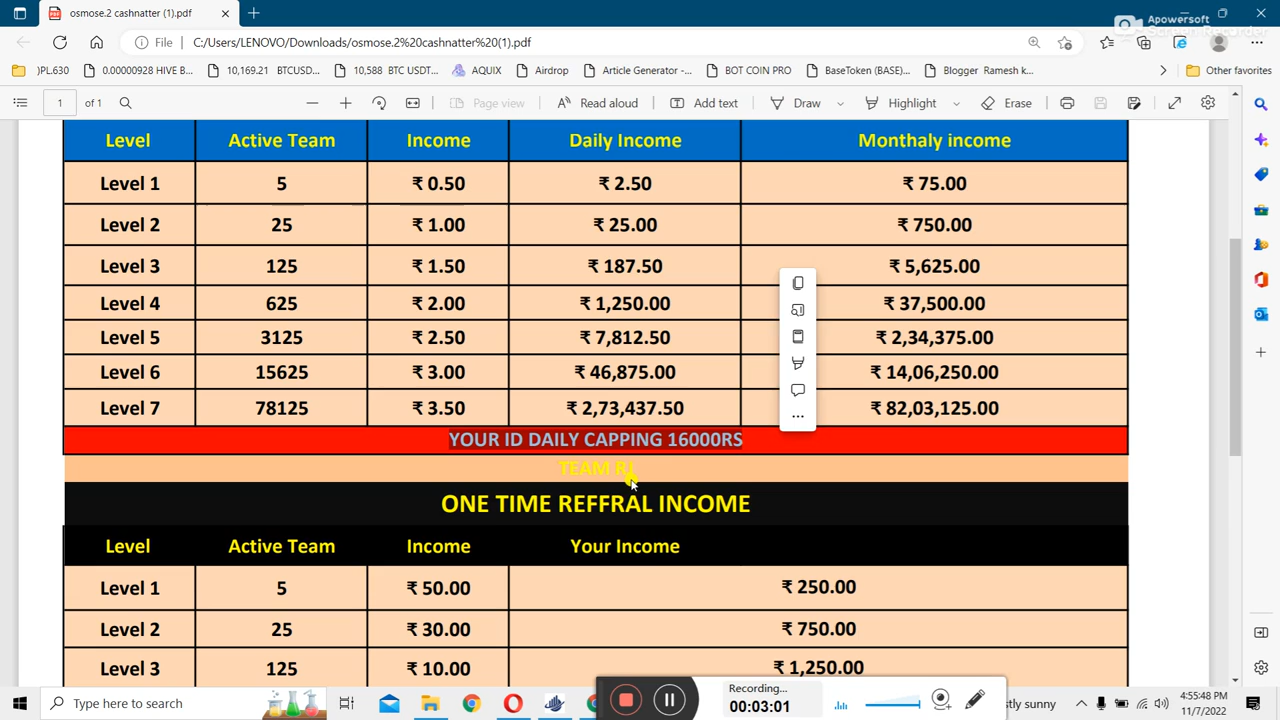 osmose.2 cashnatter (1).pdf
Apowersoft
Screen Recorder
File C:/Users/LENOVO/Downloads/osmose.2%20cashnatter%20(1).pdf
)PL.630 0.00000928 HIVE B... 10,169.21 BTCUSD... 10,588 BTC USDT... AQUIX Airdrop Article Generator -... BOT COIN PRO BaseToken (BASE)... Blogger Ramesh k... Other favorites
1 of 1 Page view Read aloud Add text Draw Highlight Erase
Level Active Team Income Daily Income Monthaly income
Level 1 5 ₹ 0.50 ₹ 2.50 ₹ 75.00
Level 2 25 ₹ 1.00 ₹ 25.00 ₹ 750.00
Level 3 125 ₹ 1.50 ₹ 187.50 ₹ 5,625.00
Level 4 625 ₹ 2.00 ₹ 1,250.00 ₹ 37,500.00
Level 5 3125 ₹ 2.50 ₹ 7,812.50 ₹ 2,34,375.00
Level 6 15625 ₹ 3.00 ₹ 46,875.00 ₹ 14,06,250.00
Level 7 78125 ₹ 3.50 ₹ 2,73,437.50 ₹ 82,03,125.00
YOUR ID DAILY CAPPING 16000RS
TEAM
ONE TIME REFFRAL INCOME
Level Active Team Income Your Income
Level 1 5 ₹ 50.00 ₹ 250.00
Level 2 25 ₹ 30.00 ₹ 750.00
Level 3 125 ₹ 10.00 ₹ 1,250.00
Type here to search
Recording...
00:03:01
sunny
4:55:48 PM
11/7/2022